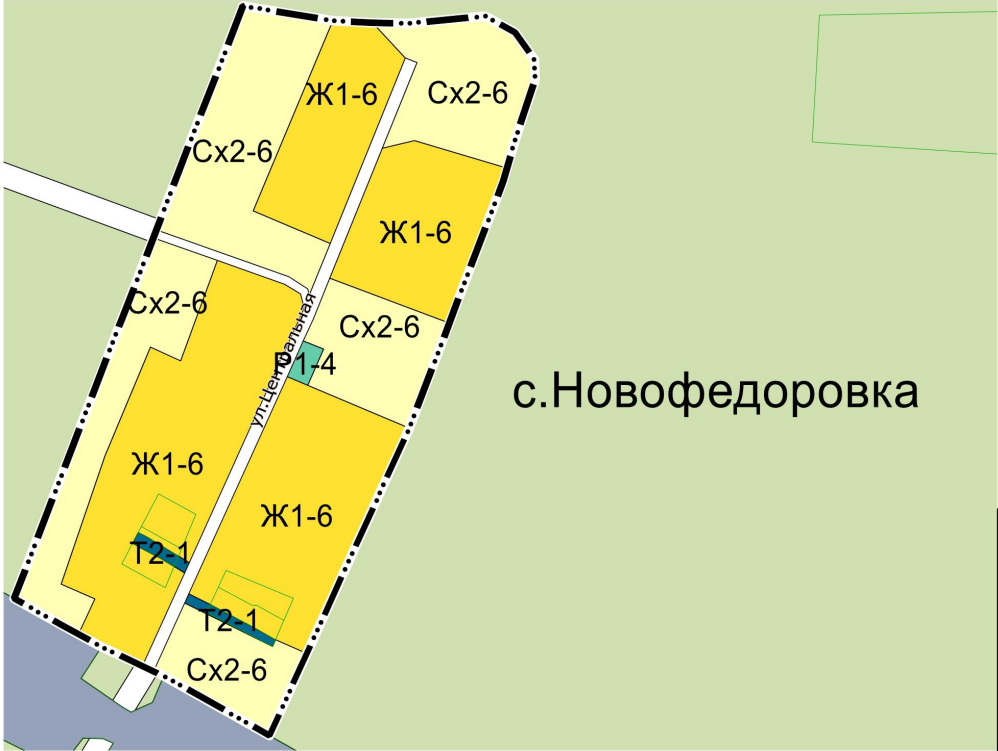 Ж1-6
Сх2-6
Сх2-6
Ж1-6
Сх2-6
Сх2-6
ул.Центральная
Р1-4
с.Новофедоровка
Ж1-6
Ж1-6
Т2-1
Т2-1
Сх2-6